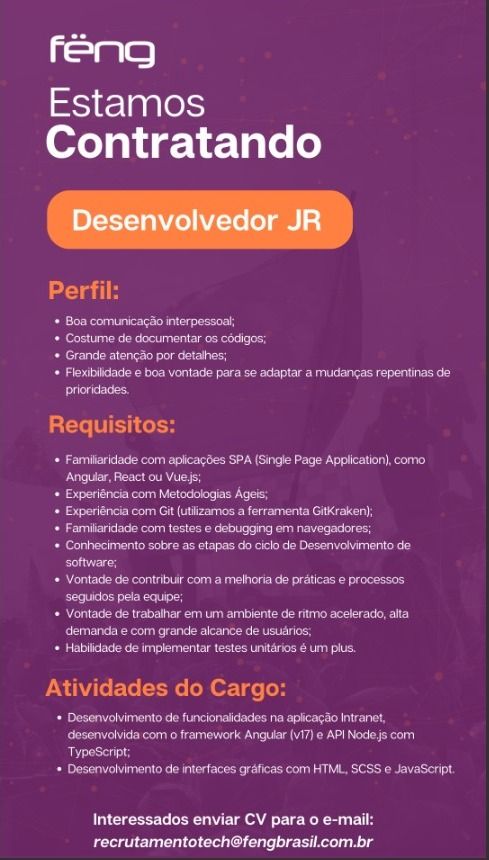 fëng
Estamos
Contratando
Desenvolvedor JR
Perfil:
• Boa comunicação interpessoal;
• Costume de documentar os códigos;
• Grande atenção por detalhes;
• Flexibilidade e boa vontade para se adaptar a mudanças repentinas de
prioridades.
Requisitos:
• Familiaridade com aplicações SPA (Single Page Application), como
Angular, React ou Vue.js;
• Experiência com Metodologias Ágeis;
• Experiência com Git (utilizamos a ferramenta GitKraken);
• Familiaridade com testes e debugging em navegadores;
• Conhecimento sobre as etapas do ciclo de Desenvolvimento de
software;
• Vontade de contribuir com a melhoria de práticas e processos
seguidos pela equipe;
• Vontade de trabalhar em um ambiente de ritmo acelerado, alta
demanda e com grande alcance de usuários;
• Habilidade de implementar testes unitários é um plus.
Atividades do Cargo:
• Desenvolvimento de funcionalidades na aplicação Intranet,
desenvolvida com o framework Angular (v17) e API Node.js com
TypeScript;
• Desenvolvimento de interfaces gráficas com HTML, SCSS e JavaScript.
Interessados enviar CV para o e-mail:
recrutamentotech@fengbrasil.com.br